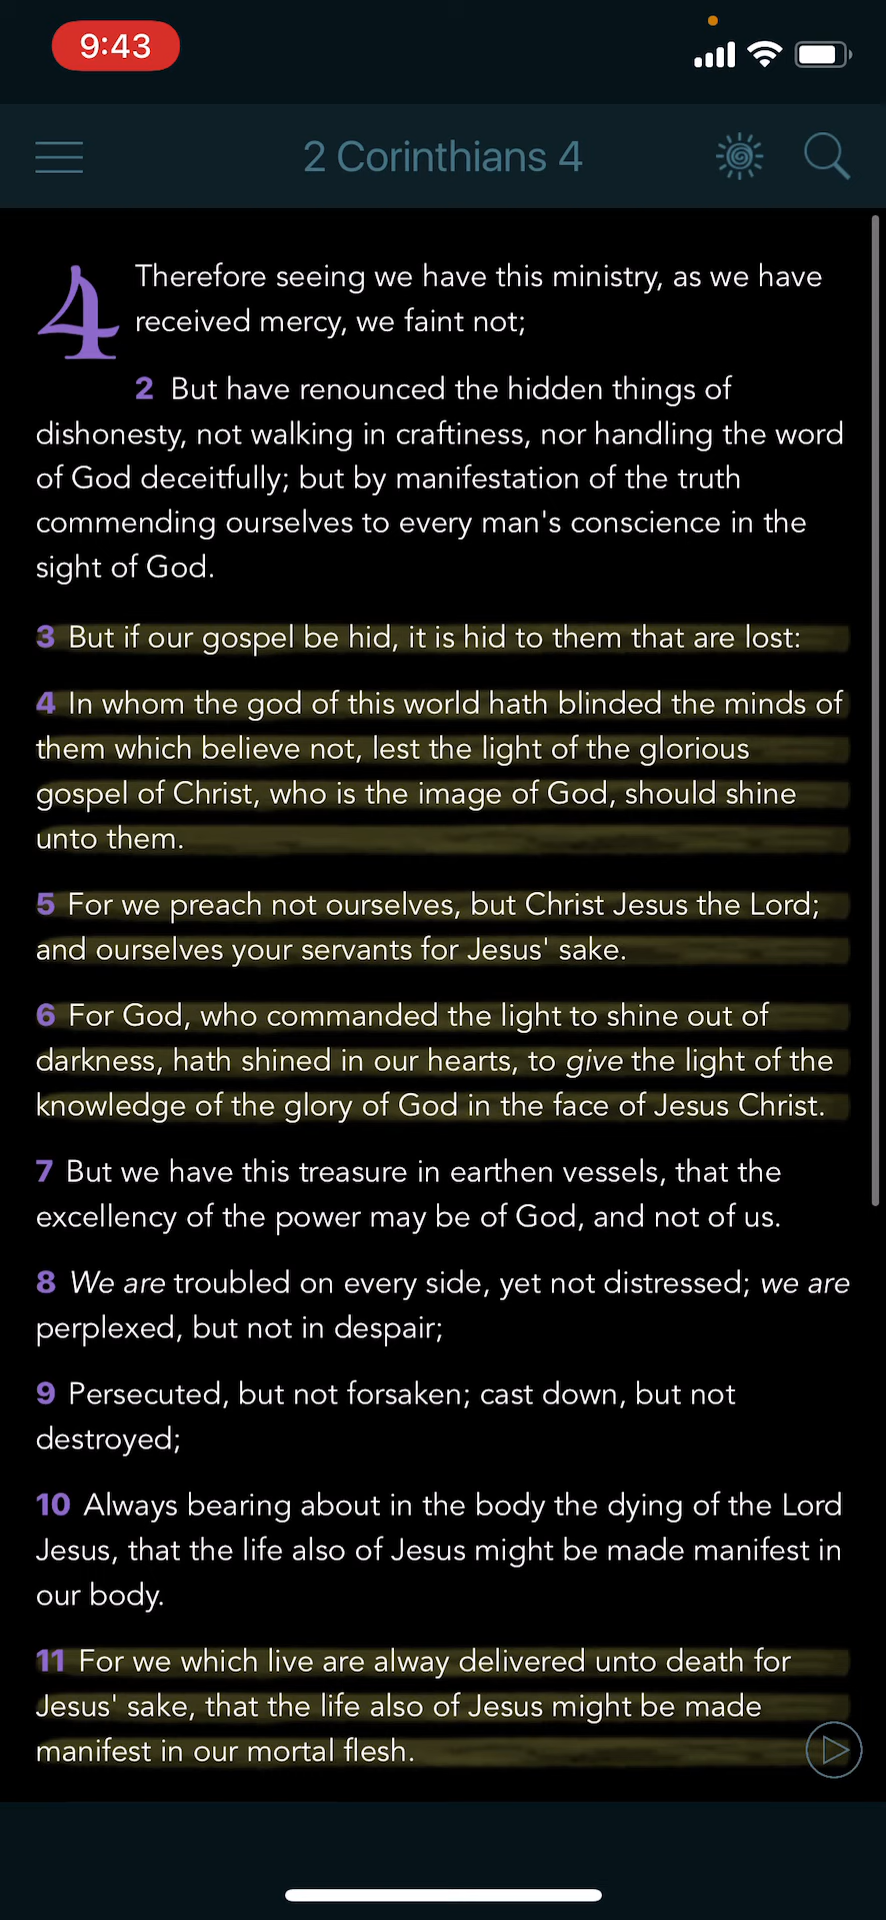 9:43
2 Corinthians 4
4 Therefore seeing we have this ministry, as we have
received mercy, we faint not;
2 But have renounced the hidden things of
dishonesty, not walking in craftiness, nor handling the word
of God deceitfully; but by manifestation of the truth
commending ourselves to every man's conscience in the
sight of God.
3 But if our gospel be hid, it is hid to them that are lost:
4 In whom the god of this world hath blinded the minds of
them which believe not, lest the light of the glorious
gospel of Christ, who is the image of God, should shine
unto them.
5 For we preach not ourselves, but Christ Jesus the Lord;
and ourselves your servants for Jesus' sake.
6 For God, who commanded the light to shine out of
darkness, hath shined in our hearts, to give the light of the
knowledge of the glory of God in the face of Jesus Christ.
7 But we have this treasure in earthen vessels, that the
excellency of the power may be of God, and not of us.
8 We are troubled on every side, yet not distressed; we are
perplexed, but not in despair;
9 Persecuted, but not forsaken; cast down, but not
destroyed;
10 Always bearing about in the body the dying of the Lord
Jesus, that the life also of Jesus might be made manifest in
our body.
11 For we which live are alway delivered unto death for
Jesus' sake, that the life also of Jesus might be made
manifest in our mortal flesh.